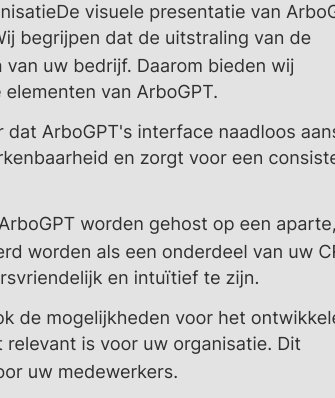 nisatieDe visuele presentatie van ArboG
Wij begrijpen dat de uitstraling van de
van uw bedrijf. Daarom bieden wij
elementen van ArboGPT.
dat ArboGPT's interface naadloos aans
rkenbaarheid en zorgt voor een consiste
ArboGPT worden gehost op een aparte,
erd worden als een onderdeel van uw
rsvriendelijk en intuïtief te zijn.
ok de mogelijkheden voor het ontwikkele
relevant is voor uw organisatie. Dit
oor uw medewerkers.